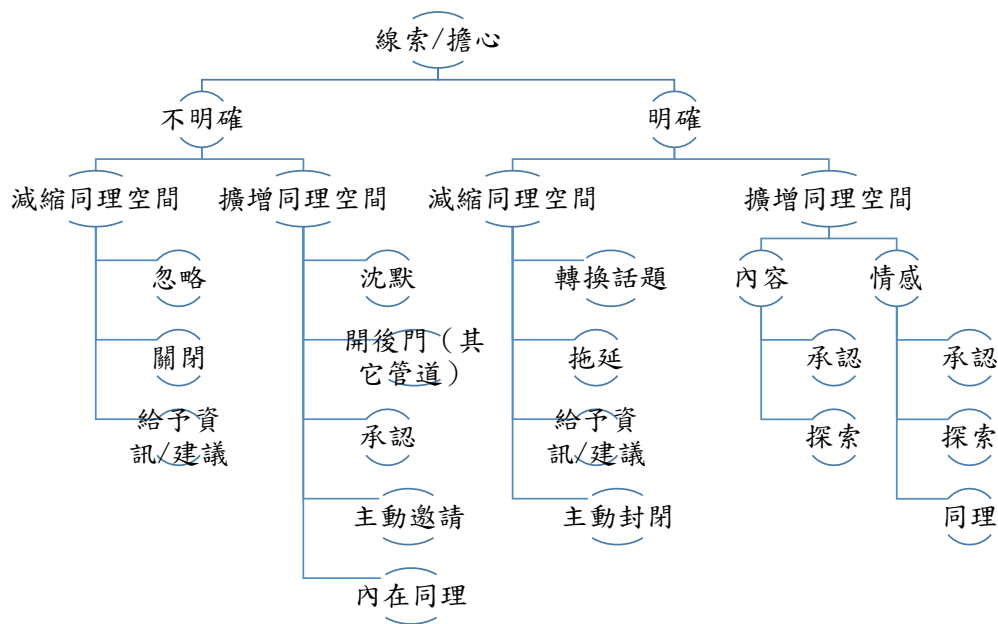 線索/擔心
不明確
明確
減縮同理空間
擴增同理空間
減縮同理空間
擴增同理空間
忽略
沈默
轉換話題
內容
情感
關閉
開後門（其
它管道）
拖延
承認
承認
給予資
訊/建議
承認
給予資
訊/建議
探索
探索
主動邀請
主動封閉
同理
內在同理